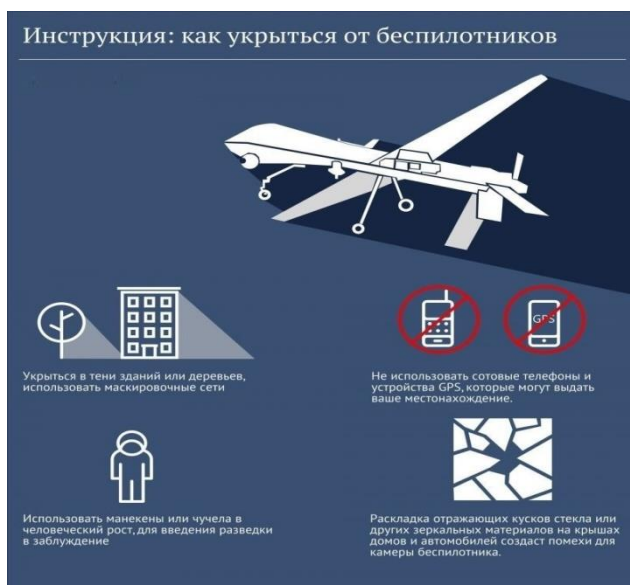 Инструкция: как укрыться от беспилотников
Укрыться в тени зданий или деревьев,
использовать маскировочные сети
GPS
Не использовать сотовые телефоны и
устройства GPS, которые могут выдать
ваше местонахождение.
Использовать манекены или чучела в
человеческий рост, для введения разведки
в заблуждение
Раскладка отражающих кусков стекла или
других зеркальных материалов на крышах
домов и автомобилей создаст помехи для
камеры беспилотника.